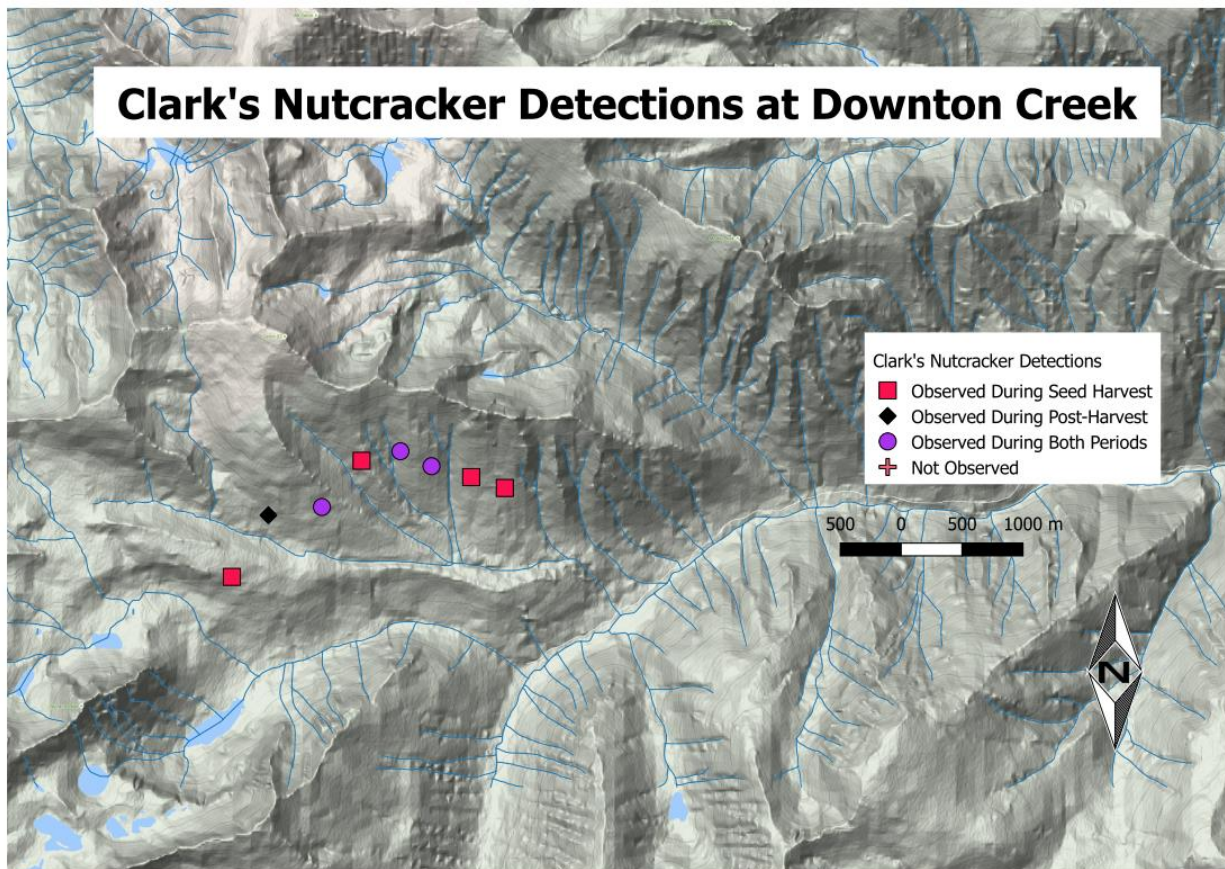 Clark's Nutcracker Detections at Downton Creek
Clark's Nutcracker Detections
Observed During Seed Harvest
Observed During Post-Harvest
Observed During Both Periods
Not Observed
500 0 500 1000 m
N